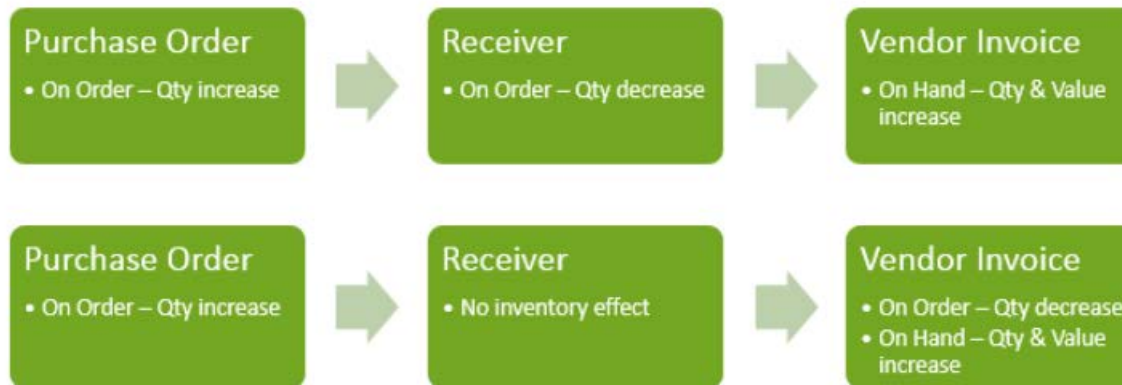 Purchase Order
• On Order – Qty increase
Receiver
• On Order – Qty decrease
Vendor Invoice
• On Hand – Qty & Value
increase
Purchase Order
• On Order – Qty increase
Receiver
• No inventory effect
Vendor Invoice
• On Order – Qty decrease
• On Hand – Qty & Value
increase